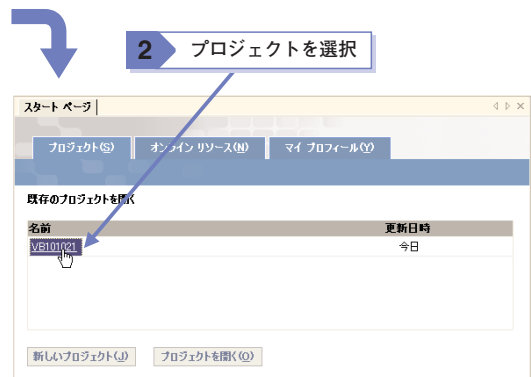 2 プロジェクトを選択
スタート ページ
プロジェクト(S) オンライン リソース(N) マイ プロフィール(Y)
既存のプロジェクトを開く
名前 更新日時
VB101021 今日
新しいプロジェクト(J) プロジェクトを開く(O)